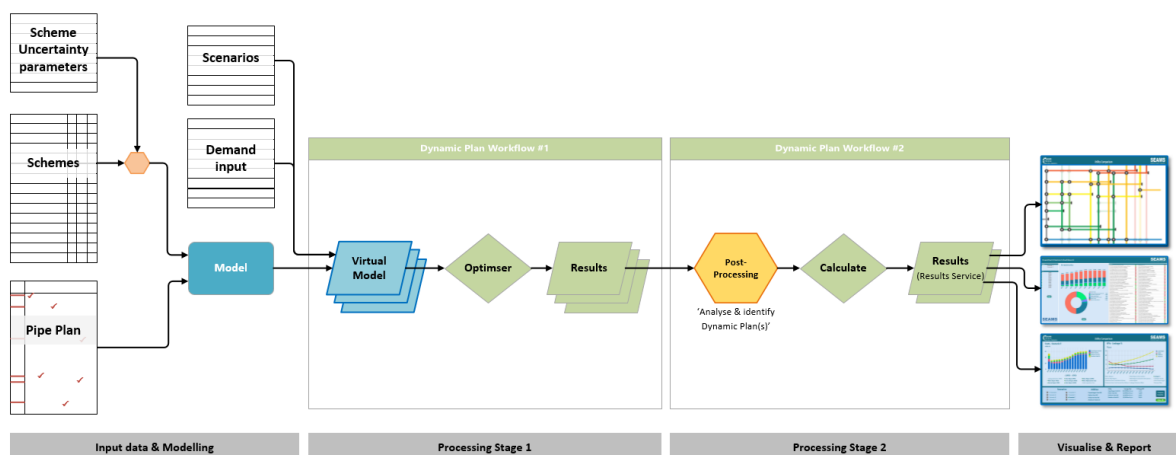 Scheme
Uncertainty
parameters
Scenarios
Schemes
Demand
input
Dynamic Plan Workflow #1
Dynamic Plan Workflow #2
Model
Virtual
Model
Optimser
Results
Post-
Processing
'Analyse & identify
Dynamic Plan(s)'
Calculate
Results
(Results Service)
Pipe Plan
SEAMS
SEAMS
SEAMS
SEAMS
Input data & Modelling
Processing Stage 1
Processing Stage 2
Visualise & Report